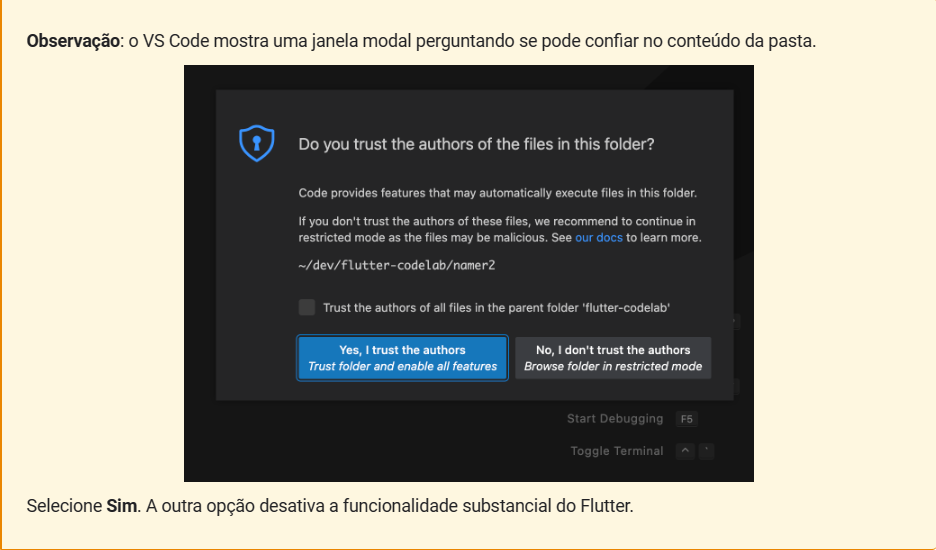 Observação: o VS Code mostra uma janela modal perguntando se pode confiar no conteúdo da pasta.
Do you trust the authors of the files in this folder?
Code provides features that may automatically execute files in this folder.
If you don't trust the authors of these files, we recommend to continue in
restricted mode as the files may be malicious. See our docs to learn more.
~/dev/flutter-codelab/namer2
Trust the authors of all files in the parent folder 'flutter-codelab'
Yes, I trust the authors
Trust folder and enable all features
No, I don't trust the authors
Browse folder in restricted mode
Start Debugging F5
Toggle Terminal ^ `
Selecione Sim. A outra opção desativa a funcionalidade substancial do Flutter.